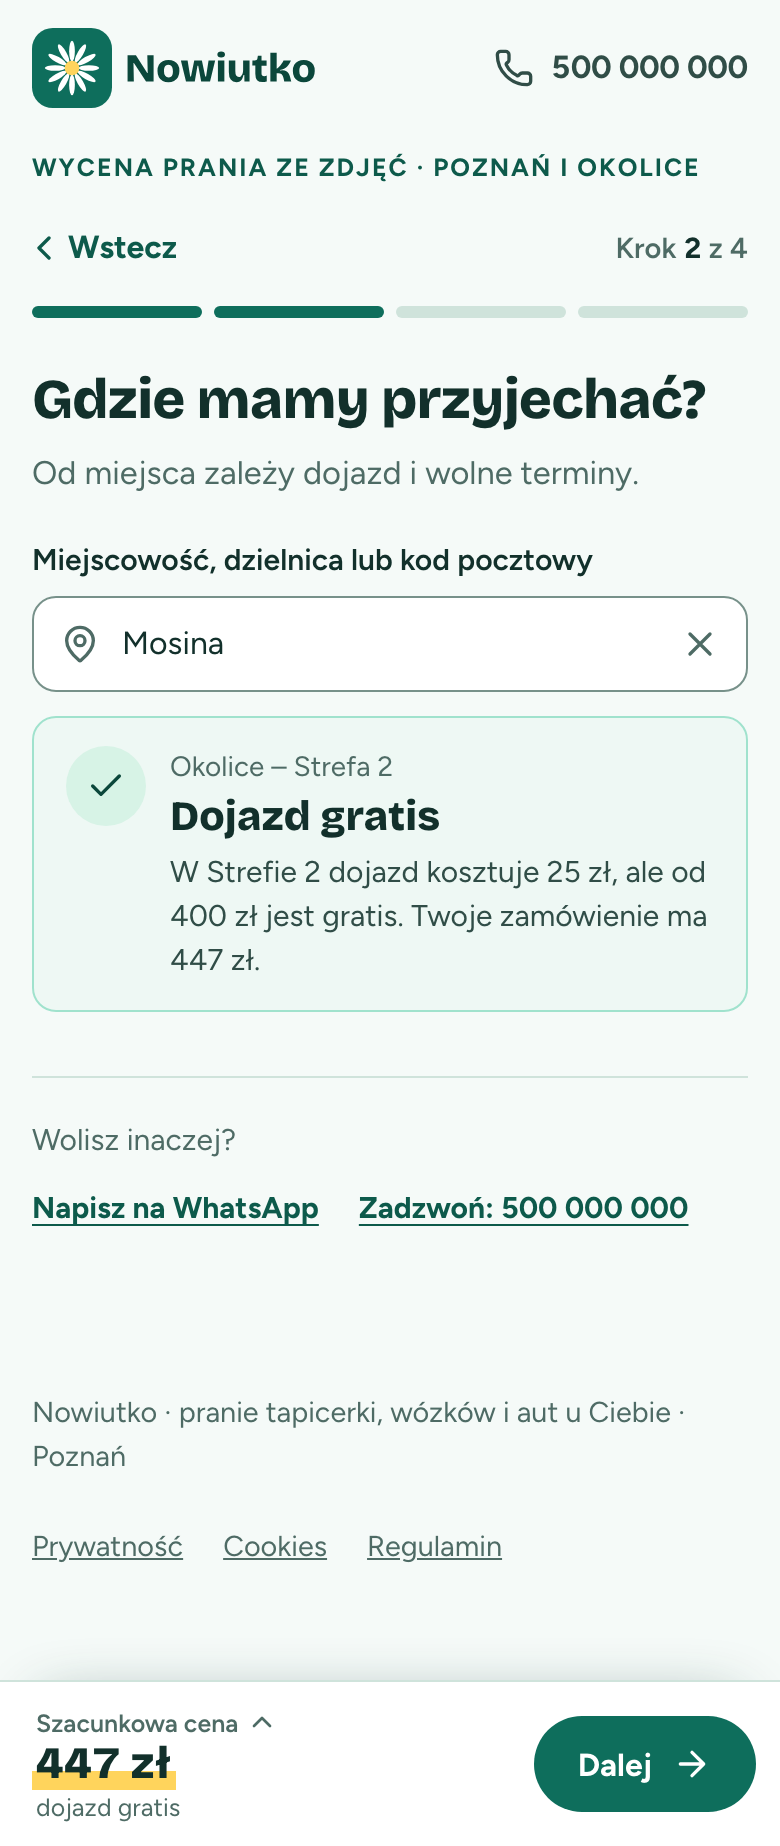 Nowiutko
500 000 000
WYCENA PRANIA ZE ZDJĘĆ · POZNAŃ I OKOLICE
Wstecz
Krok 2 z 4
Gdzie mamy przyjechać?
Od miejsca zależy dojazd i wolne terminy.
Miejscowość, dzielnica lub kod pocztowy
Mosina
Okolice – Strefa 2
Dojazd gratis
W Strefie 2 dojazd kosztuje 25 zł, ale od
400 zł jest gratis. Twoje zamówienie ma
447 zł.
Wolisz inaczej?
Napisz na WhatsApp
Zadzwoń: 500 000 000
Nowiutko · pranie tapicerki, wózków i aut u Ciebie ·
Poznań
Prywatność
Cookies
Regulamin
Szacunkowa cena
447 zł
dojazd gratis
Dalej